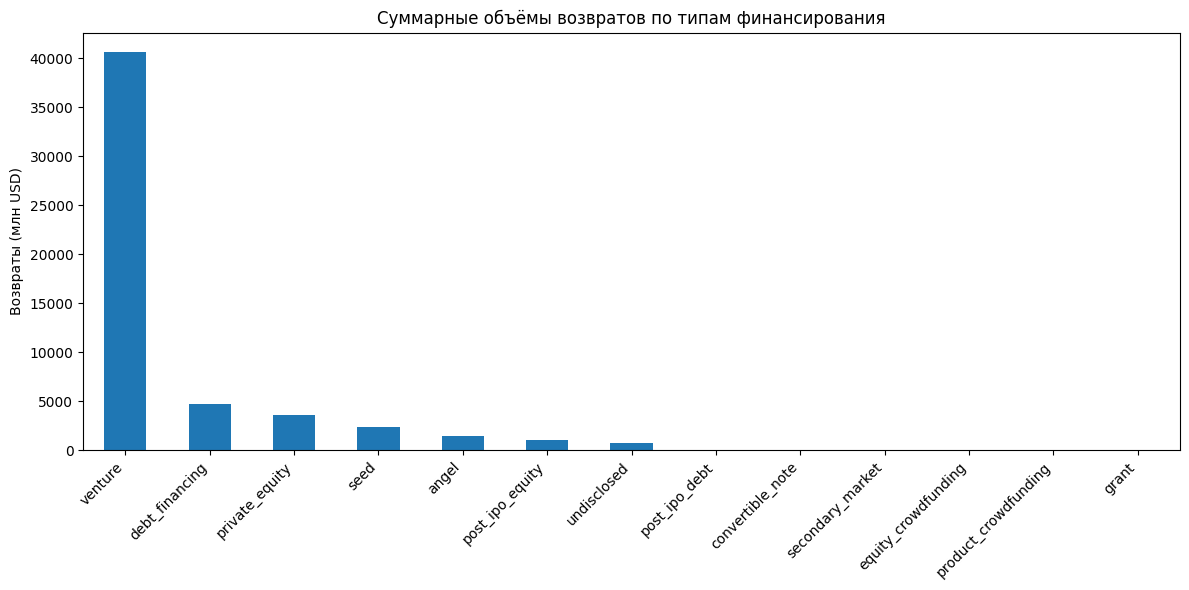 Суммарные объёмы возвратов по типам финансирования
Возвраты (млн USD)
40000
35000
30000
25000
20000
15000
10000
5000
0
venture
debt_financing
private_equity
seed
angel
post_ipo_equity
undisclosed
post_ipo_debt
convertible_note
secondary_market
equity_crowdfunding
product_crowdfunding
grant